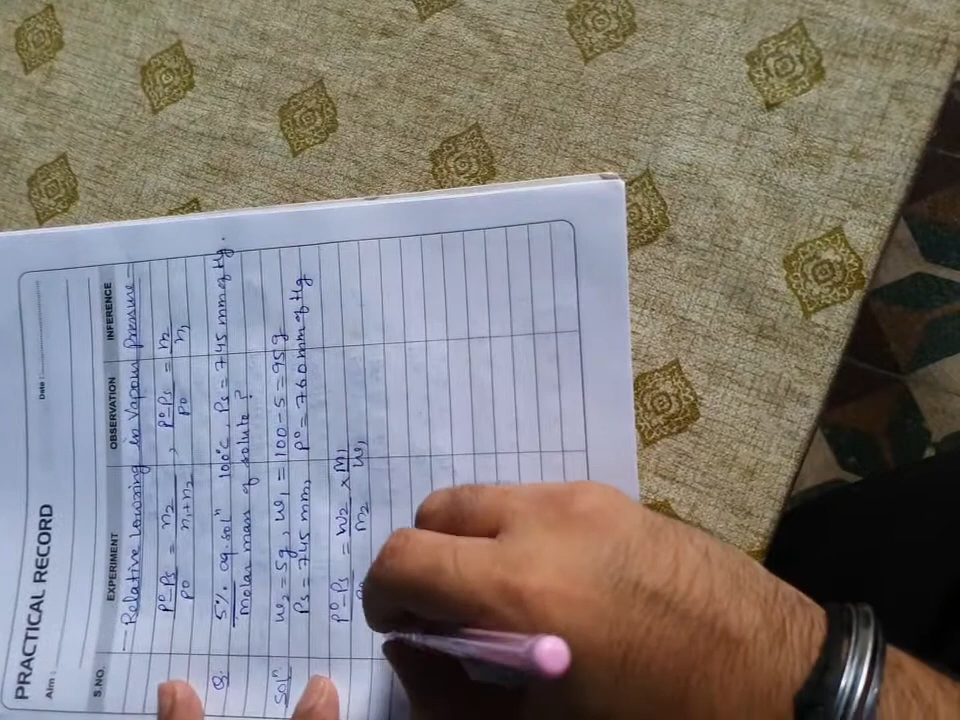 PRACTICAL RECORD
Date :
Aim :
S.NO. EXPERIMENT OBSERVATION INFERENCE
Relative Lowering in Vapour Pressure-
P°-Ps/P° = n2/n1+n2 , P°-Ps/P° = n2/n1
Q. 5% aq. solⁿ 100°C, Ps = 745 mm of Hg.
Molar mass of solute ?
Solⁿ W2 = 5g, W1 = 100-5 = 95g
Ps = 745 mm, P° = 760 mm of Hg
P°-Ps = W2/M2 × M1/W1